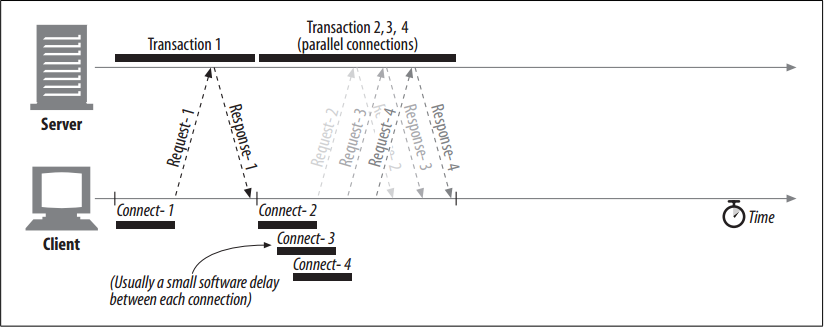 Transaction 1
Transaction 2,3, 4
(parallel connections)
Server
Request- 1
Response- 1
Request- 2
Request- 3
Request- 4
Response- 3
Response- 4
Connect- 1
Connect- 2
Connect- 3
Connect- 4
Client
Time
(Usually a small software delay
between each connection)